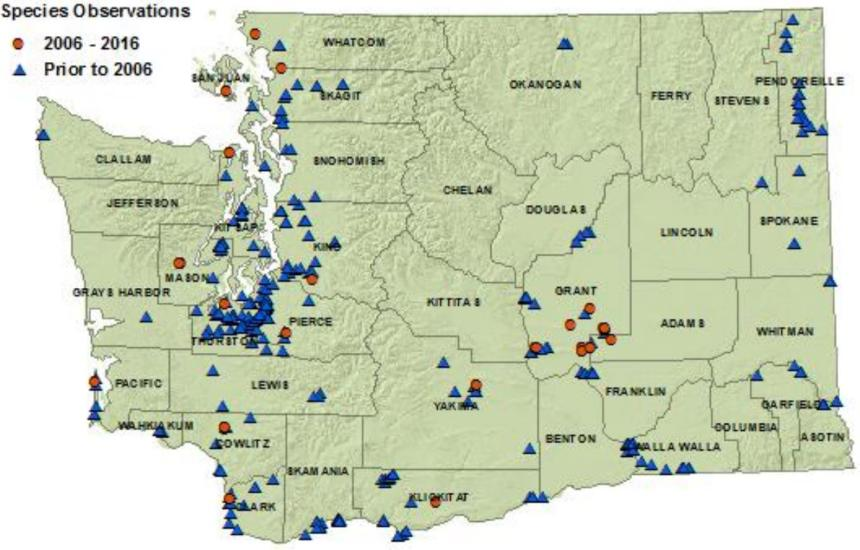 Species Observations
2006 - 2016
Prior to 2006
WHATCOM
SAN JUAN
SKAGIT
OKANOGAN
FERRY
STEVENS
PEND OREILLE
CLALLAM
SNOHOMISH
CHELAN
JEFFERSON
DOUGLAS
KITSAP
KING
LINCOLN
SPOKANE
MASON
GRAYS HARBOR
KITTITAS
GRANT
ADAMS
PIERCE
THURSTON
WHITMAN
PACIFIC
LEWIS
YAKIMA
FRANKLIN
GARFIELD
WAHKIAKUM
COWLITZ
BENTON
WALLA WALLA
COLUMBIA
ASOTIN
SKAMANIA
KLICKITAT
CLARK